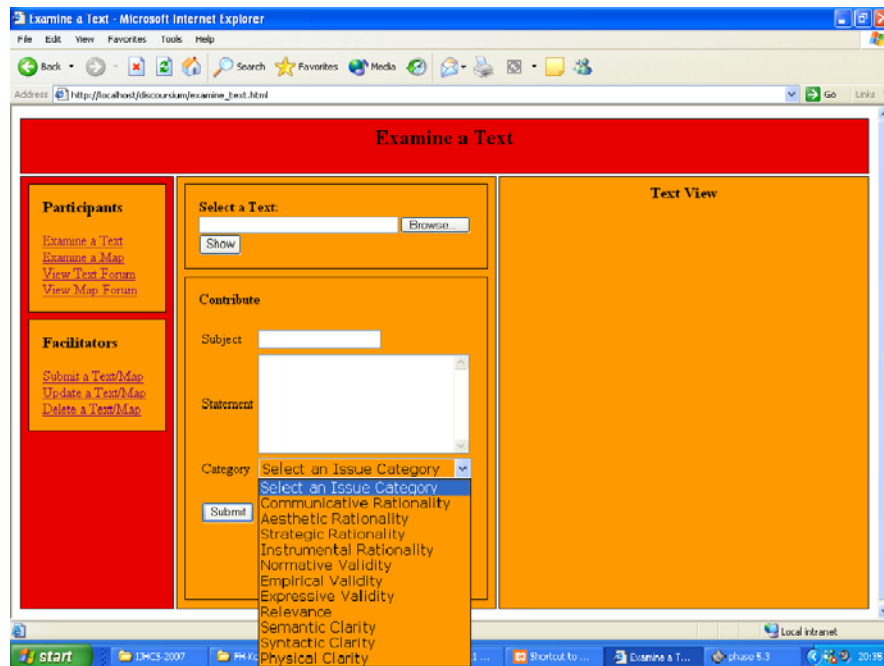 Examine a Text - Microsoft Internet Explorer
File Edit View Favorites Tools Help
Back Search Favorites Media
Address http://localhost/discoursium/examine_text.html Go Links
Examine a Text
Participants
Examine a Text
Examine a Map
View Text Forum
View Map Forum
Facilitators
Submit a Text/Map
Update a Text/Map
Delete a Text/Map
Select a Text:
Browse...
Show
Contribute
Subject
Statement
Category Select an Issue Category
Select an Issue Category
Communicative Rationality
Aesthetic Rationality
Strategic Rationality
Instrumental Rationality
Normative Validity
Empirical Validity
Expressive Validity
Relevance
Semantic Clarity
Syntactic Clarity
Physical Clarity
Submit
Text View
Local intranet
start IJHCS-2007 Shortcut to ... Examine a T... phase 5.3 20:35